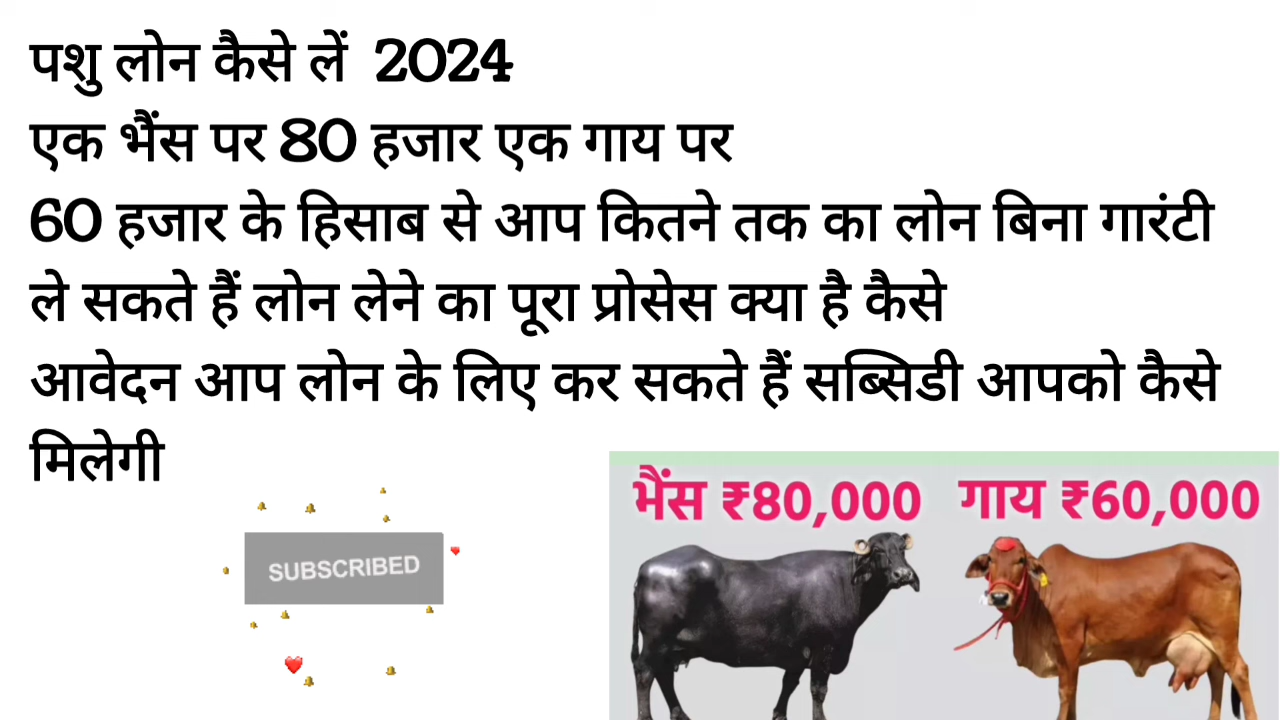 पशु लोन कैसे लें 2024
एक भैंस पर 80 हजार एक गाय पर
60 हजार के हिसाब से आप कितने तक का लोन बिना गारंटी
ले सकते हैं लोन लेने का पूरा प्रोसेस क्या है कैसे
आवेदन आप लोन के लिए कर सकते हैं सब्सिडी आपको कैसे
मिलेगी
भैंस ₹80,000 गाय ₹60,000
SUBSCRIBED